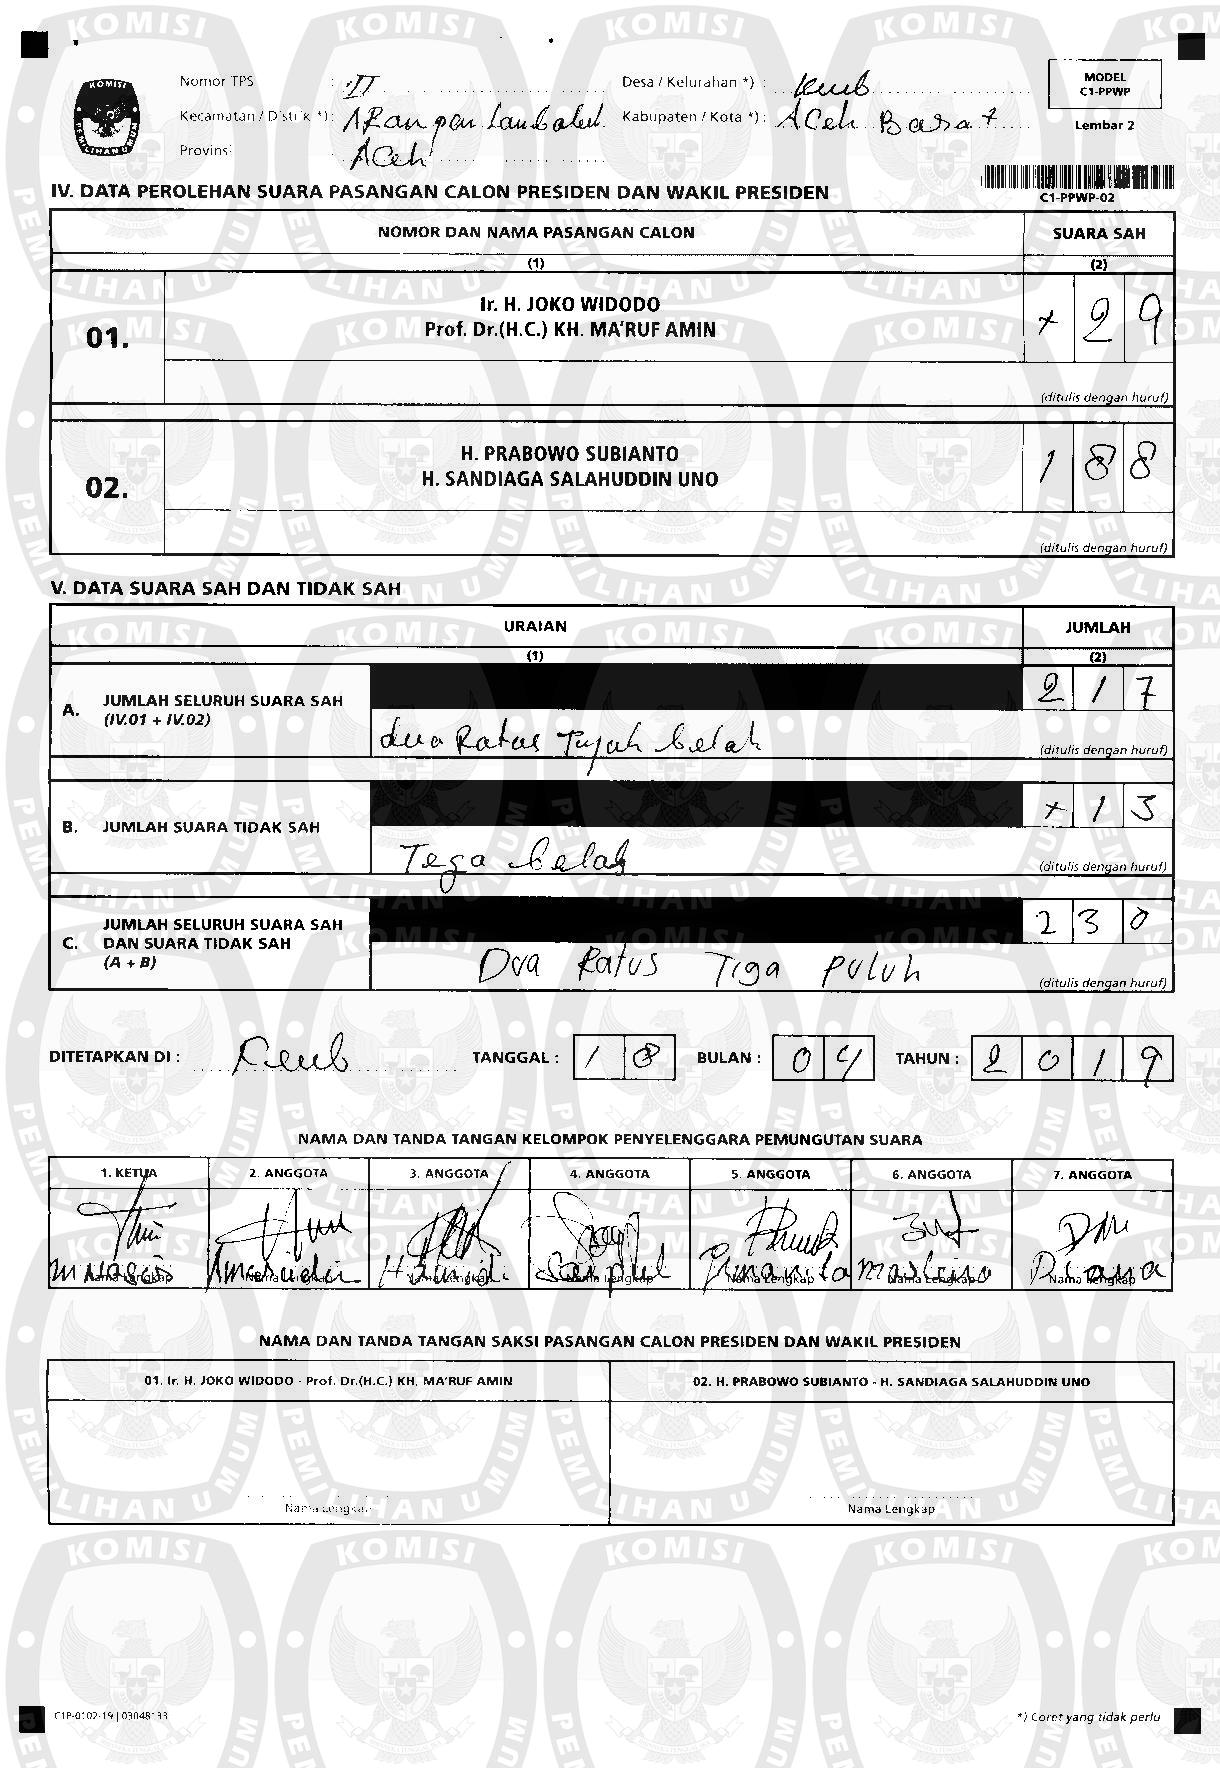 Nomor TPS : II Desa / Kelurahan *) :
Kecamatan / Distrik *) : ARongan Lambalek Kabupaten / Kota *) : ACeh Barat
Provinsi : ACeh
MODEL
C1-PPWP
Lembar 2
IV. DATA PEROLEHAN SUARA PASANGAN CALON PRESIDEN DAN WAKIL PRESIDEN
C1-PPWP-02
NOMOR DAN NAMA PASANGAN CALON SUARA SAH
(1) (2)
01. Ir. H. JOKO WIDODO
Prof. Dr.(H.C.) KH. MA'RUF AMIN
x 2 9
(ditulis dengan huruf)
02. H. PRABOWO SUBIANTO
H. SANDIAGA SALAHUDDIN UNO
1 8 8
(ditulis dengan huruf)
V. DATA SUARA SAH DAN TIDAK SAH
URAIAN JUMLAH
(1) (2)
A. JUMLAH SELURUH SUARA SAH
(IV.01 + IV.02)
2 1 7
dua Ratus Tujuh belah
(ditulis dengan huruf)
B. JUMLAH SUARA TIDAK SAH
x 1 3
Tega belah
(ditulis dengan huruf)
C. JUMLAH SELURUH SUARA SAH
DAN SUARA TIDAK SAH
(A + B)
2 3 0
Dua Ratus Tiga puluh
(ditulis dengan huruf)
DITETAPKAN DI : TANGGAL : 1 8 BULAN : 0 4 TAHUN : 2 0 1 9
NAMA DAN TANDA TANGAN KELOMPOK PENYELENGGARA PEMUNGUTAN SUARA
1. KETUA 2. ANGGOTA 3. ANGGOTA 4. ANGGOTA 5. ANGGOTA 6. ANGGOTA 7. ANGGOTA
Diana
Nama Lengkap Nama Lengkap Nama Lengkap Nama Lengkap Nama Lengkap Nama Lengkap Nama Lengkap
NAMA DAN TANDA TANGAN SAKSI PASANGAN CALON PRESIDEN DAN WAKIL PRESIDEN
01. Ir. H. JOKO WIDODO - Prof. Dr.(H.C.) KH. MA'RUF AMIN 02. H. PRABOWO SUBIANTO - H. SANDIAGA SALAHUDDIN UNO
Nama Lengkap Nama Lengkap
C1P-0102-19 | 03048133
*) Coret yang tidak perlu